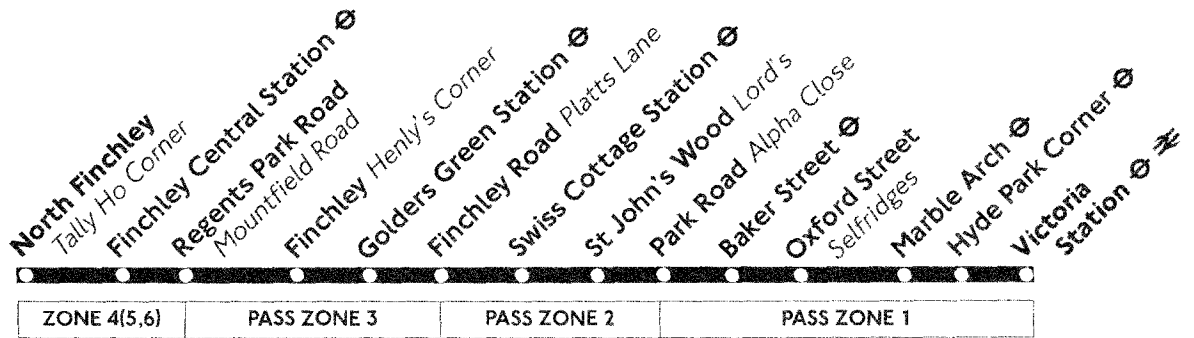 North Finchley
Tally Ho Corner
Finchley Central Station
Regents Park Road
Mountfield Road
Finchley Henly's Corner
Golders Green Station
Finchley Road Platts Lane
Swiss Cottage Station
St John's Wood Lord's
Park Road Alpha Close
Baker Street
Oxford Street
Selfridges
Marble Arch
Hyde Park Corner
Victoria
Station
ZONE 4(5,6) PASS ZONE 3 PASS ZONE 2 PASS ZONE 1